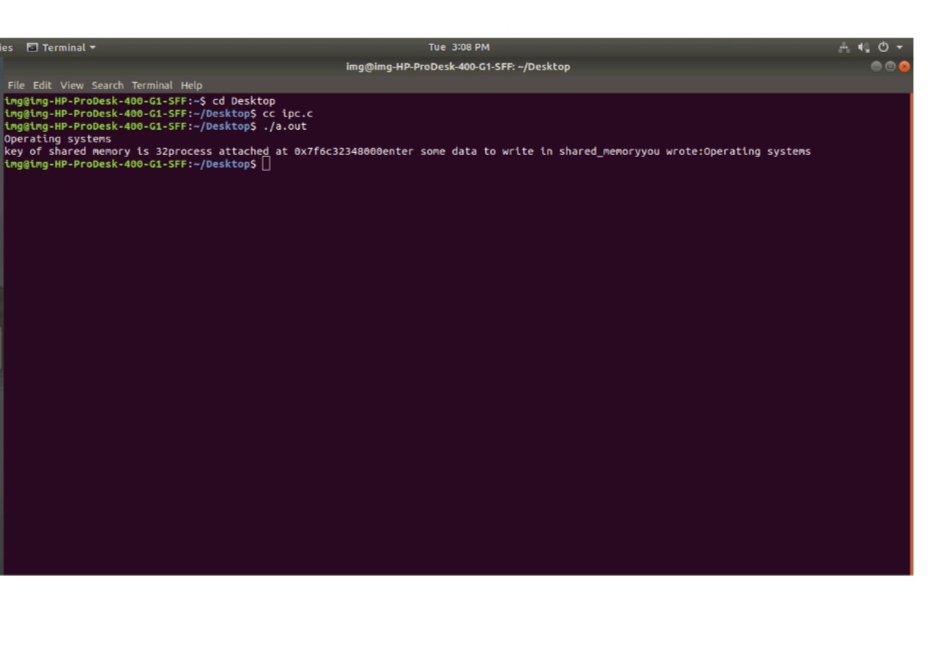 ies Terminal Tue 3:08 PM
img@img-HP-ProDesk-400-G1-SFF: ~/Desktop
File Edit View Search Terminal Help
img@img-HP-ProDesk-400-G1-SFF:~$ cd Desktop
img@img-HP-ProDesk-400-G1-SFF:~/Desktop$ cc ipc.c
img@img-HP-ProDesk-400-G1-SFF:~/Desktop$ ./a.out
Operating systems
key of shared memory is 32process attached at 0x7f6c32348000enter some data to write in shared_memoryyou wrote:Operating systems
img@img-HP-ProDesk-400-G1-SFF:~/Desktop$